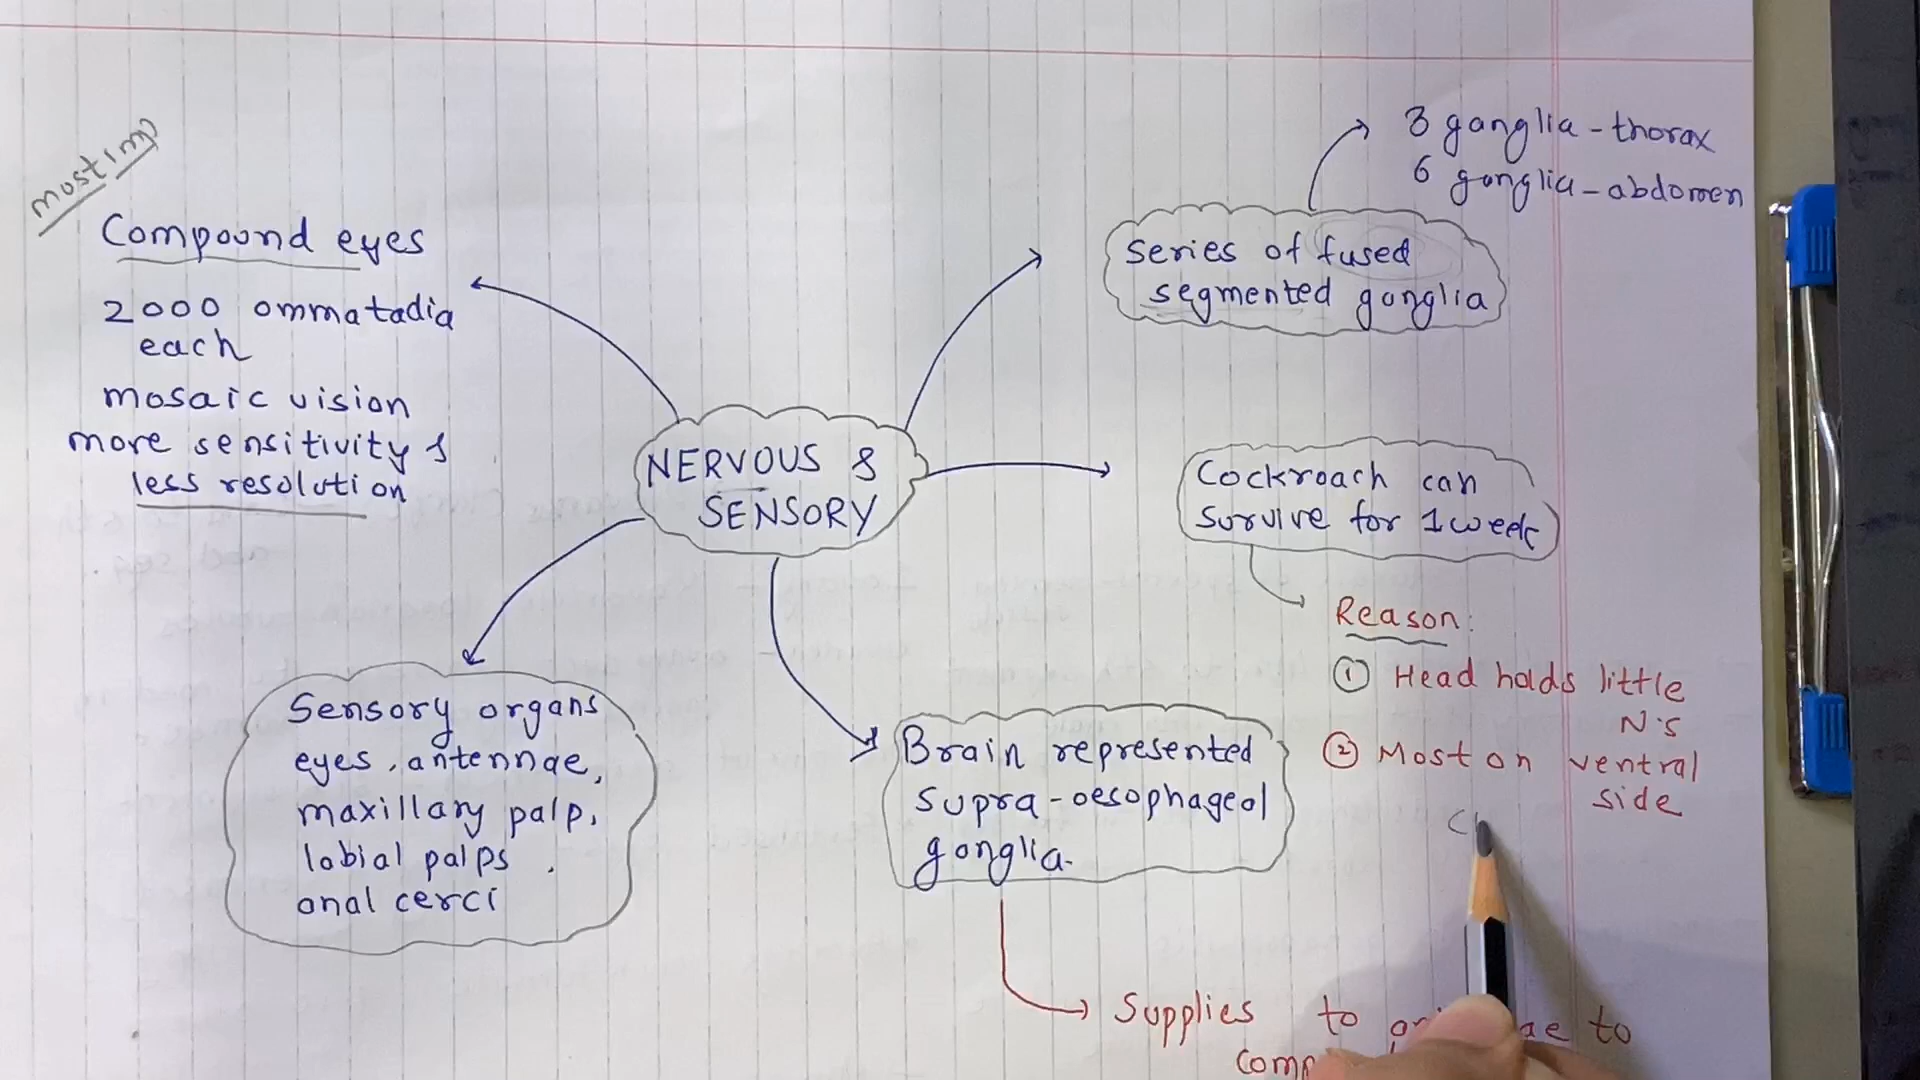 most imp
Compound eyes
2000 ommatadia
each
mosaic vision
more sensitivity &
less resolution
NERVOUS &
SENSORY
3 ganglia - thorax
6 ganglia - abdomen
series of fused
segmented ganglia
Cockroach can
survive for 1 week
Reason:
① Head holds little
N.S
② Most on ventral
side
Sensory organs
eyes, antennae,
maxillary palp,
labial palps.
anal cerci
Brain represented
supra-oesophageal
ganglia.
Supplies to
to